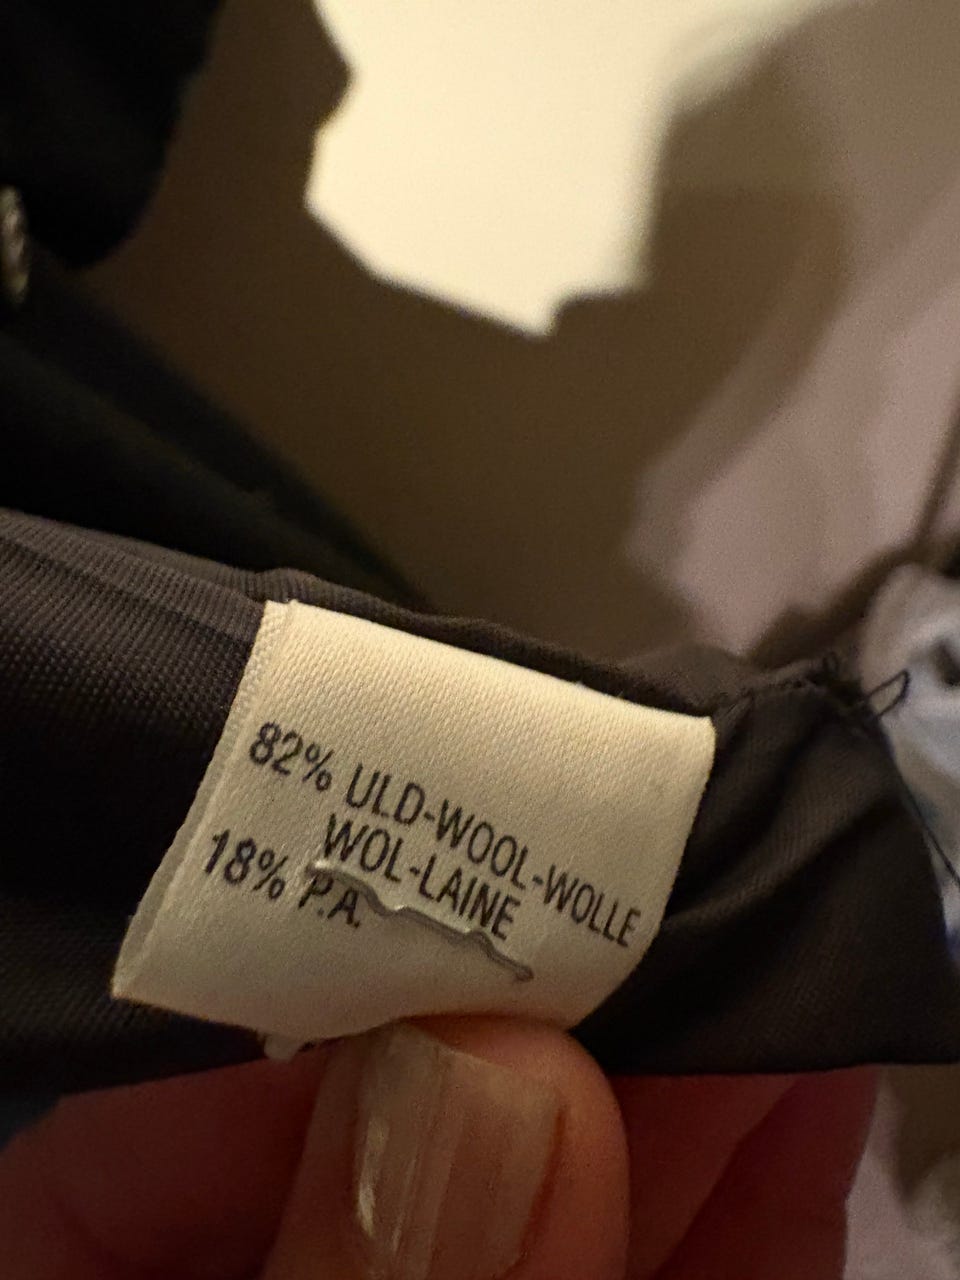 82% ULD-WOOL-WOLLE
WOL-LAINE
18% P.A.